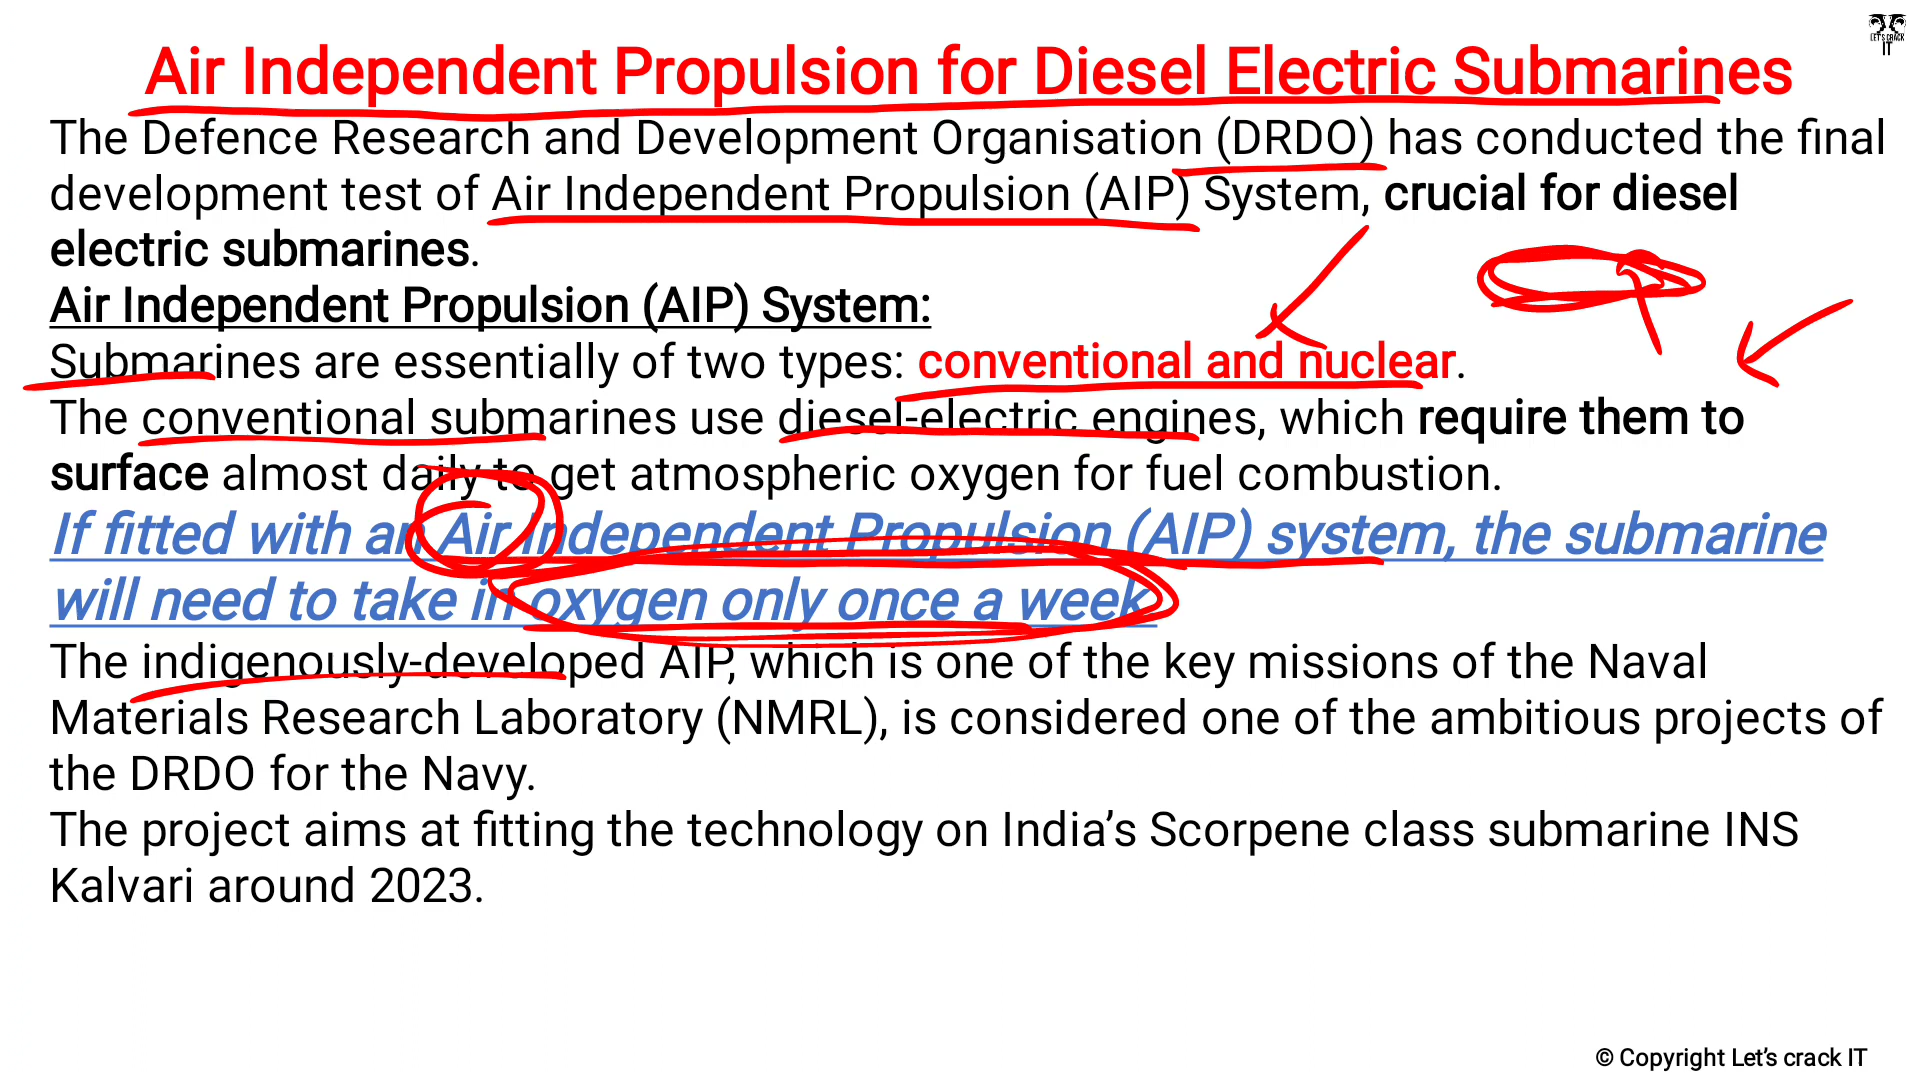 LET'S CRACK
IT
Air Independent Propulsion for Diesel Electric Submarines
The Defence Research and Development Organisation (DRDO) has conducted the final
development test of Air Independent Propulsion (AIP) System, crucial for diesel
electric submarines.
Air Independent Propulsion (AIP) System:
Submarines are essentially of two types: conventional and nuclear.
The conventional submarines use diesel-electric engines, which require them to
surface almost daily to get atmospheric oxygen for fuel combustion.
If fitted with an Air Independent Propulsion (AIP) system, the submarine
will need to take in oxygen only once a week.
The indigenously-developed AIP, which is one of the key missions of the Naval
Materials Research Laboratory (NMRL), is considered one of the ambitious projects of
the DRDO for the Navy.
The project aims at fitting the technology on India’s Scorpene class submarine INS
Kalvari around 2023.
© Copyright Let’s crack IT